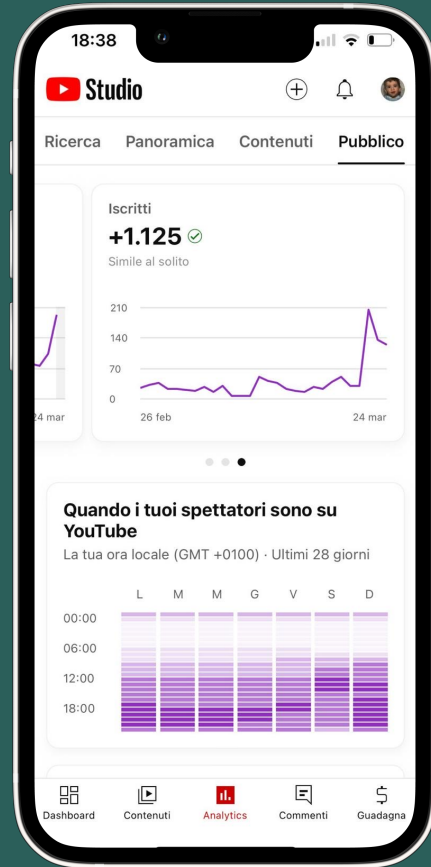 18:38
Studio
Ricerca Panoramica Contenuti Pubblico
Iscritti
+1.125
Simile al solito
210
140
70
0
24 mar
26 feb
24 mar
Quando i tuoi spettatori sono su
YouTube
La tua ora locale (GMT +0100) · Ultimi 28 giorni
L M M G V S D
00:00
06:00
12:00
18:00
Dashboard Contenuti Analytics Commenti Guadagna